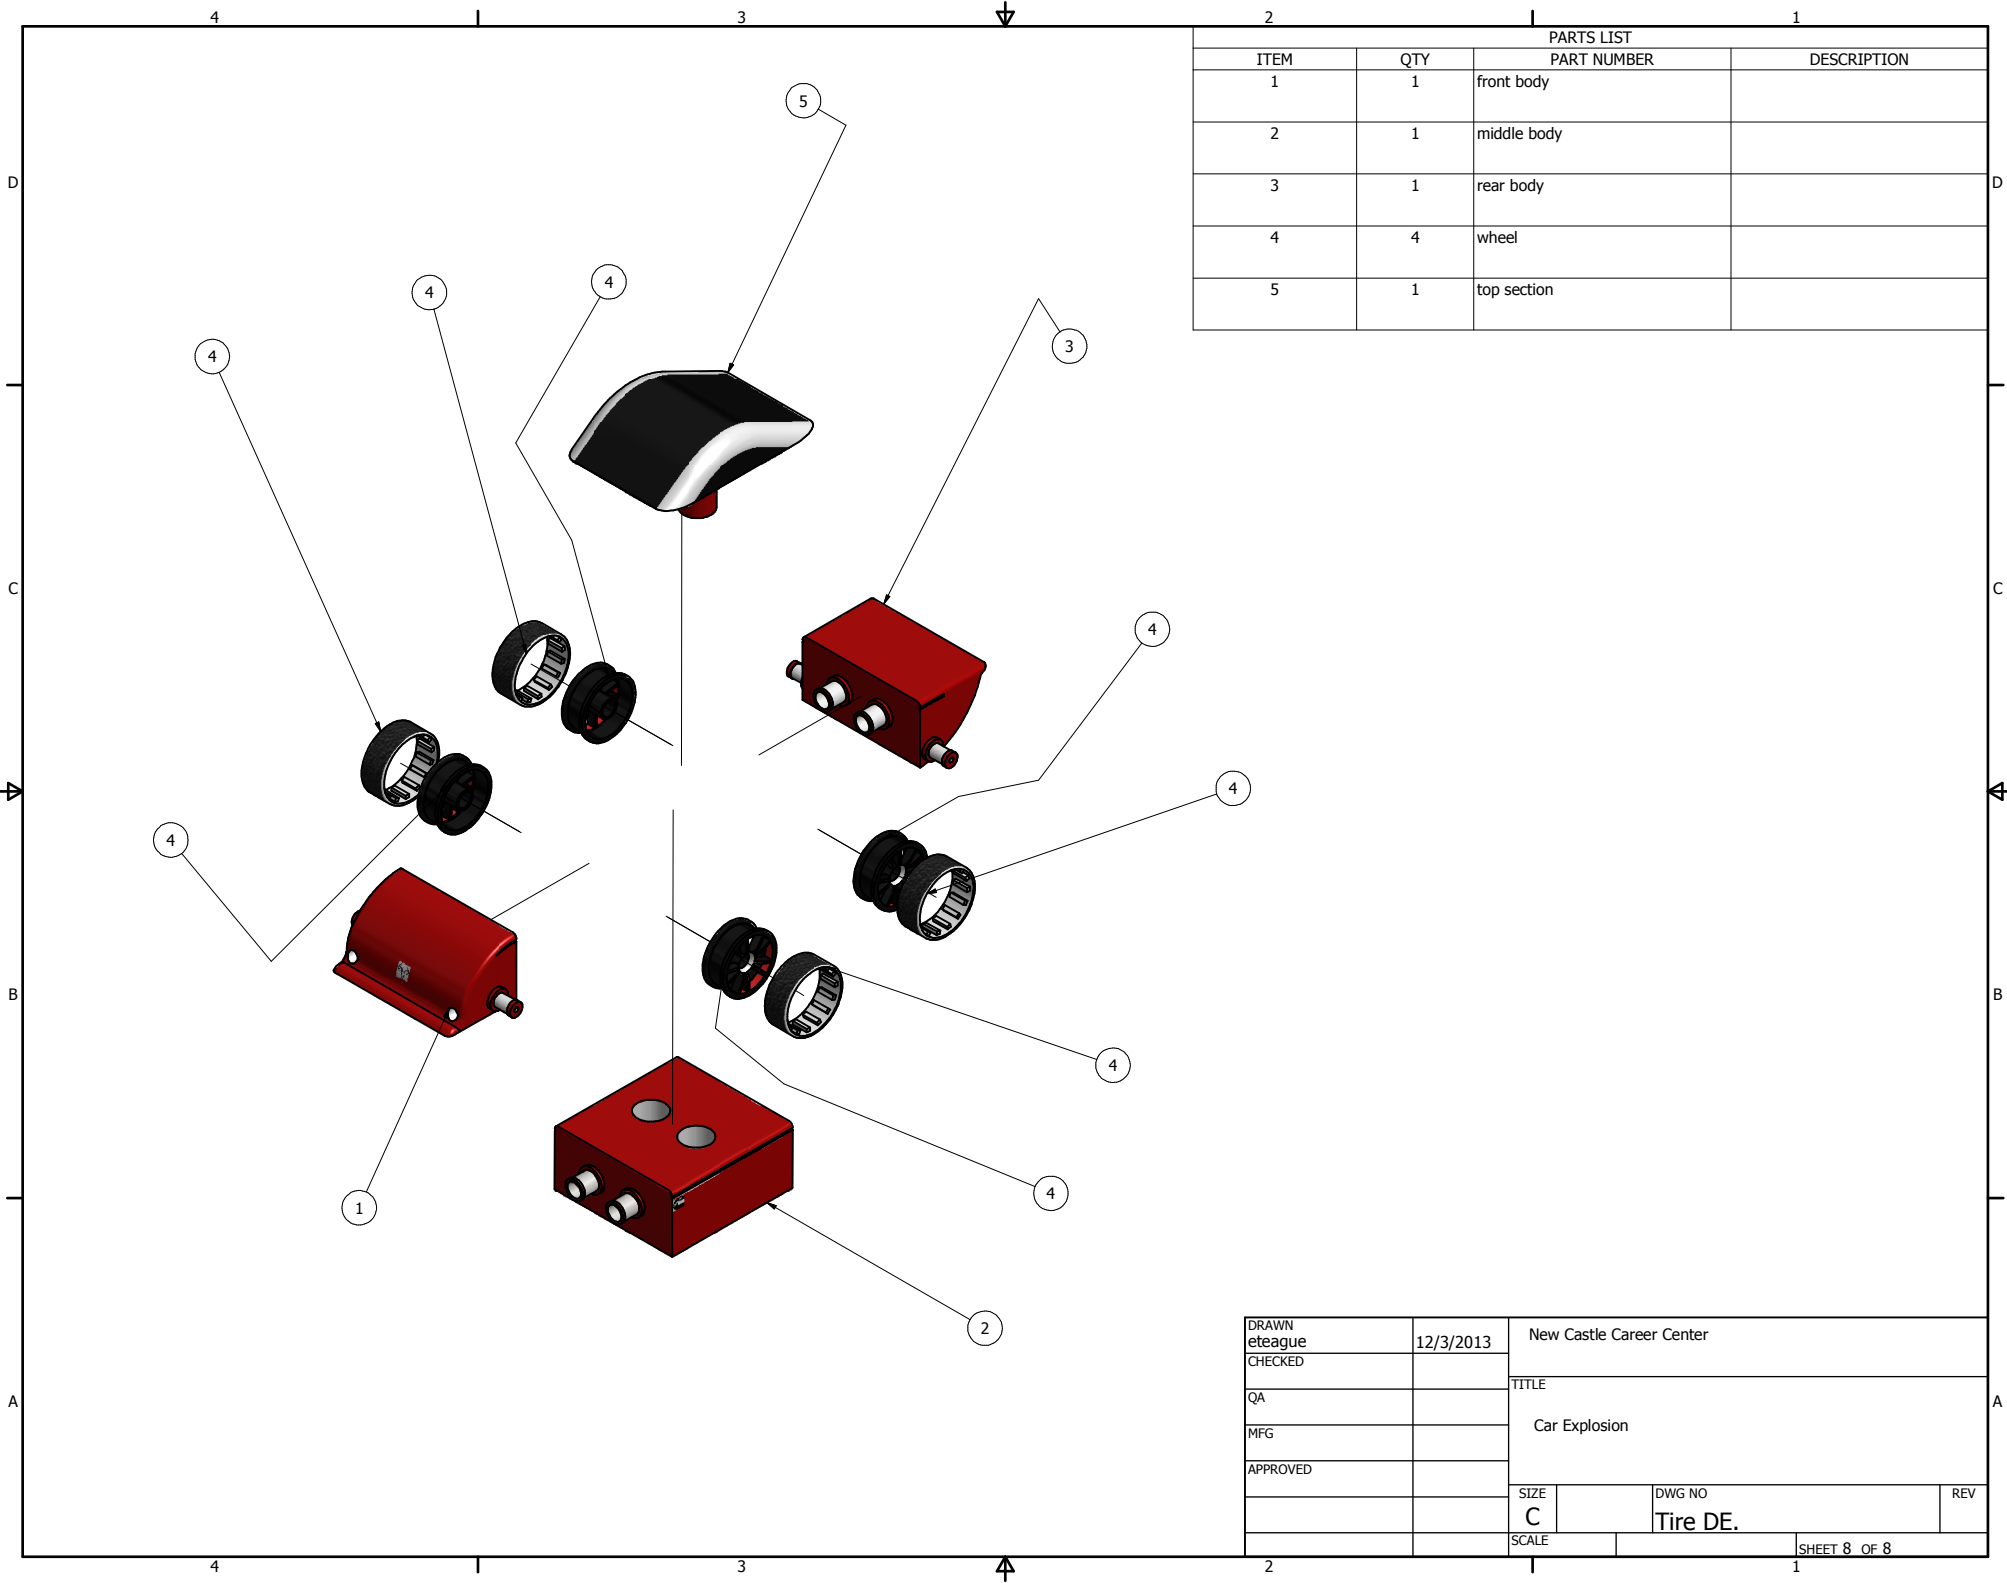 4 3 2 1
PARTS LIST
ITEM QTY PART NUMBER DESCRIPTION
1 1 front body
2 1 middle body
3 1 rear body
4 4 wheel
5 1 top section
D D
5
4
4
4
3
C C
4
4
4
B B
4
4
1
2
A A
DRAWN
eteague 12/3/2013
New Castle Career Center
CHECKED
QA
MFG
APPROVED
TITLE
Car Explosion
SIZE
C
DWG NO
Tire DE.
REV
SCALE
SHEET 8 OF 8
4 3 2 1